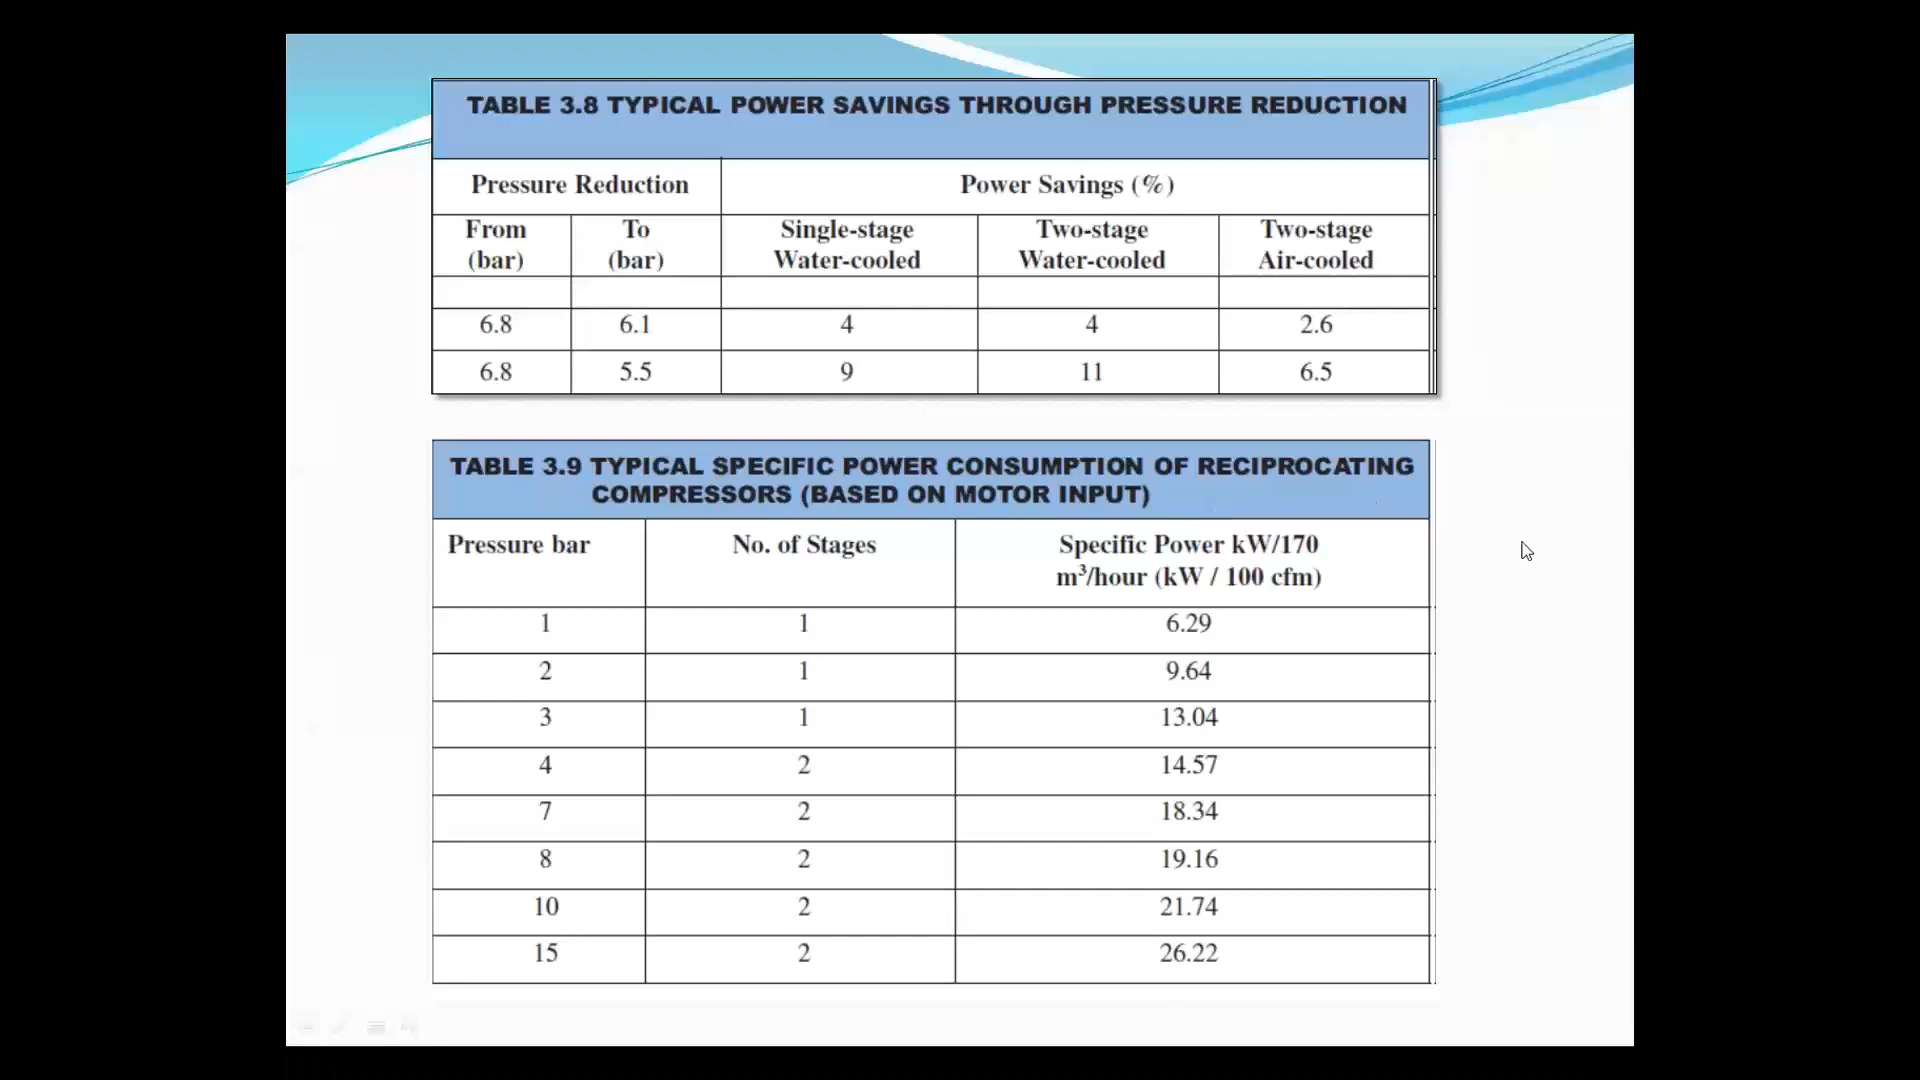 TABLE 3.8 TYPICAL POWER SAVINGS THROUGH PRESSURE REDUCTION
Pressure Reduction Power Savings (%)
From To Single-stage Two-stage Two-stage
(bar) (bar) Water-cooled Water-cooled Air-cooled
6.8 6.1 4 4 2.6
6.8 5.5 9 11 6.5
TABLE 3.9 TYPICAL SPECIFIC POWER CONSUMPTION OF RECIPROCATING
COMPRESSORS (BASED ON MOTOR INPUT)
Pressure bar No. of Stages Specific Power kW/170
m³/hour (kW / 100 cfm)
1 1 6.29
2 1 9.64
3 1 13.04
4 2 14.57
7 2 18.34
8 2 19.16
10 2 21.74
15 2 26.22